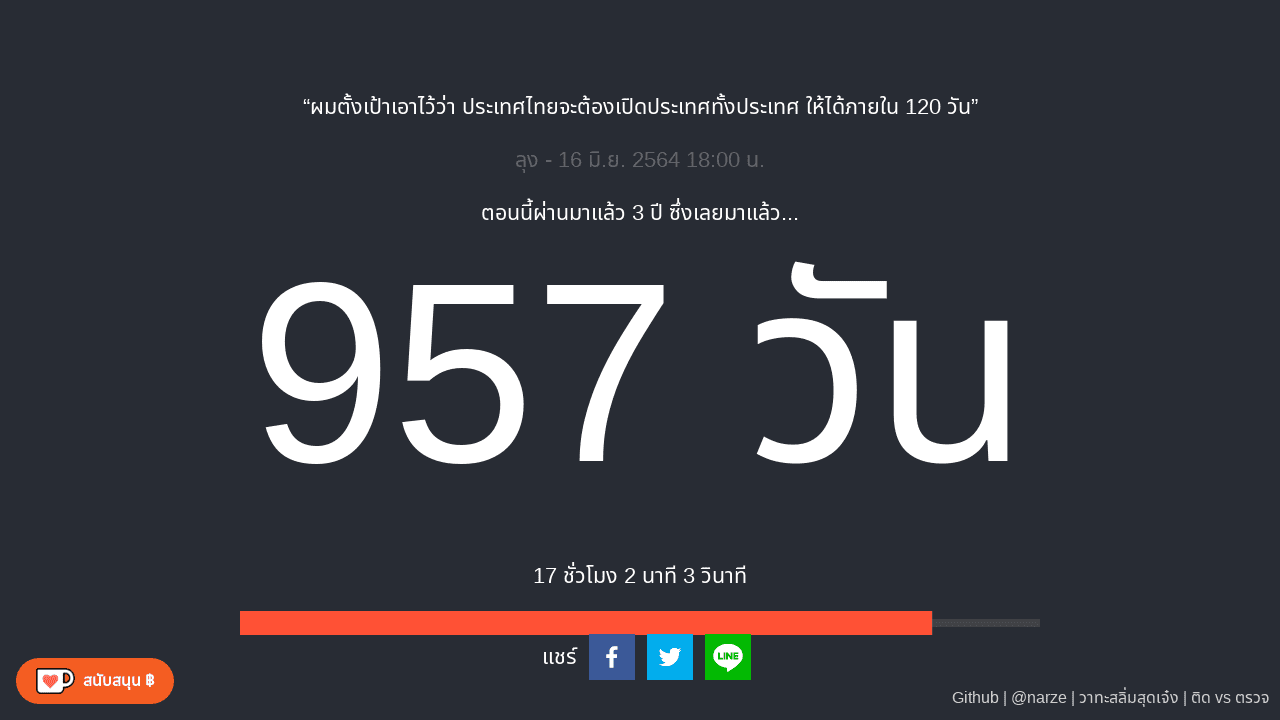 “ผมตั้งเป้าเอาไว้ว่า ประเทศไทยจะต้องเปิดประเทศทั้งประเทศ ให้ได้ภายใน 120 วัน”
ลุง - 16 มิ.ย. 2564 18:00 น.
ตอนนี้ผ่านมาแล้ว 3 ปี ซึ่งเลยมาแล้ว...
957 วัน
17 ชั่วโมง 2 นาที 3 วินาที
แชร์
LINE
สนับสนุน ฿
Github | @narze | วาทะสลิ่มสุดเจ๋ง | ติด vs ตรวจ